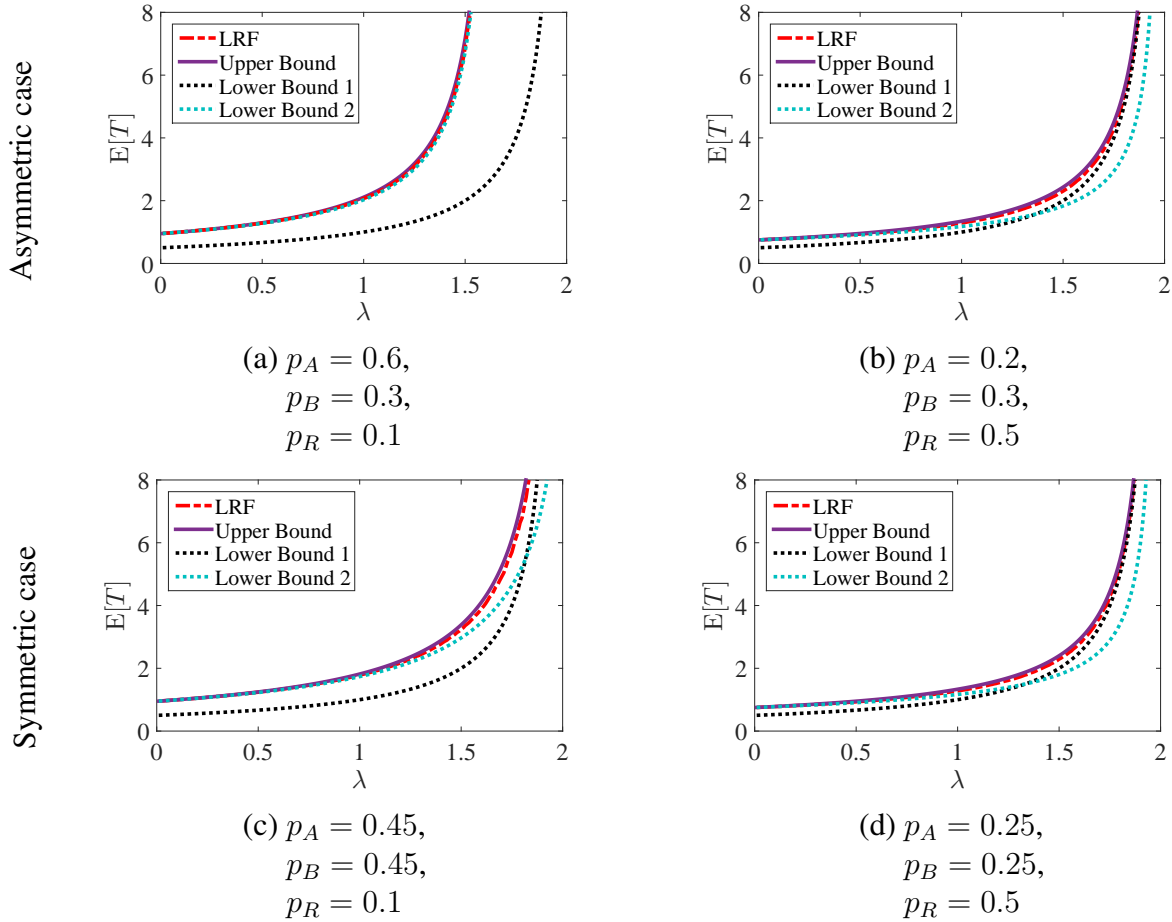 Asymmetric case
8
6
4
2
0
E[T]
LRF
Upper Bound
Lower Bound 1
Lower Bound 2
0 0.5 1 1.5 2
λ
(a) p_A = 0.6,
p_B = 0.3,
p_R = 0.1
8
6
4
2
0
E[T]
LRF
Upper Bound
Lower Bound 1
Lower Bound 2
0 0.5 1 1.5 2
λ
(b) p_A = 0.2,
p_B = 0.3,
p_R = 0.5
Symmetric case
8
6
4
2
0
E[T]
LRF
Upper Bound
Lower Bound 1
Lower Bound 2
0 0.5 1 1.5 2
λ
(c) p_A = 0.45,
p_B = 0.45,
p_R = 0.1
8
6
4
2
0
E[T]
LRF
Upper Bound
Lower Bound 1
Lower Bound 2
0 0.5 1 1.5 2
λ
(d) p_A = 0.25,
p_B = 0.25,
p_R = 0.5